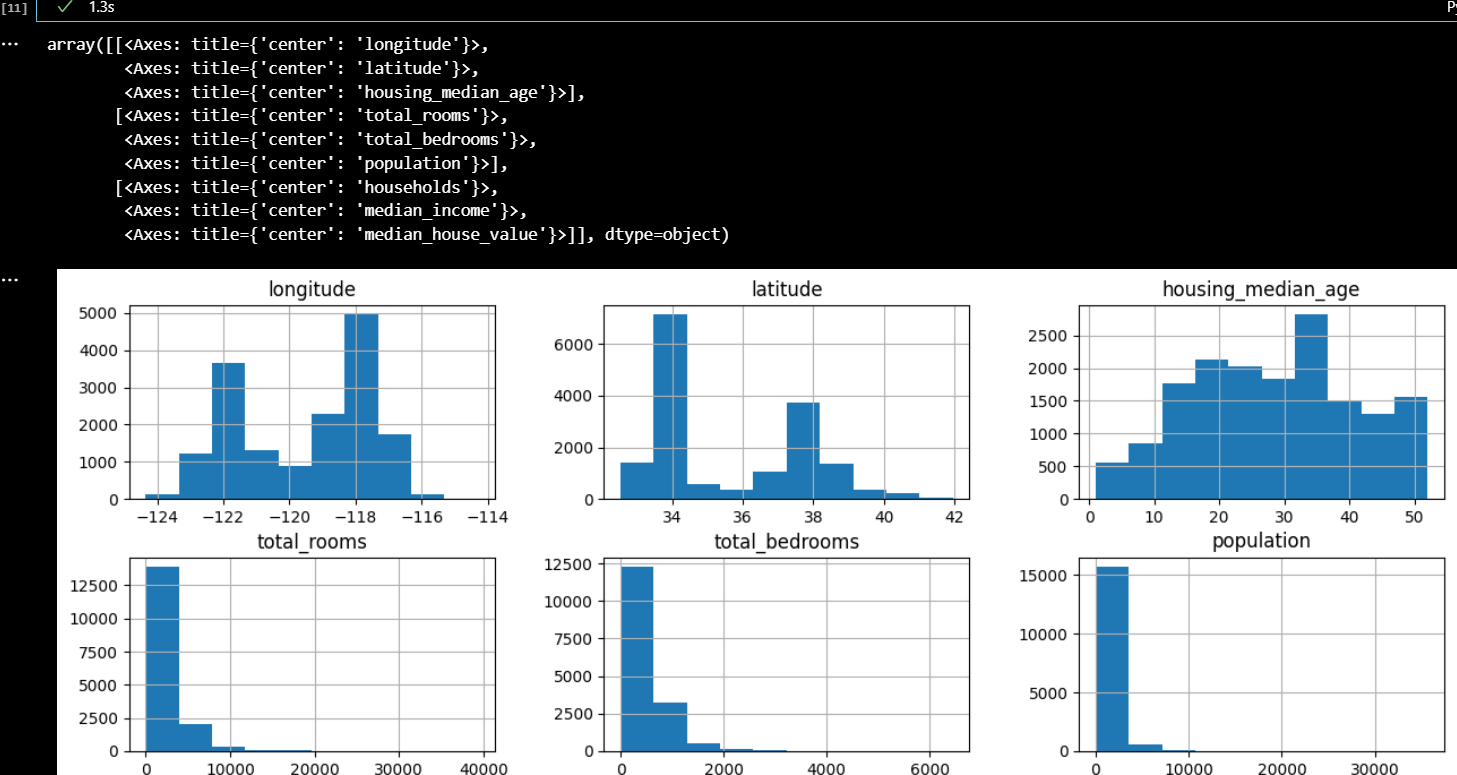 [11] ✓ 1.3s P
... array([[<Axes: title={'center': 'longitude'}>,
<Axes: title={'center': 'latitude'}>,
<Axes: title={'center': 'housing_median_age'}>],
[<Axes: title={'center': 'total_rooms'}>,
<Axes: title={'center': 'total_bedrooms'}>,
<Axes: title={'center': 'population'}>],
[<Axes: title={'center': 'households'}>,
<Axes: title={'center': 'median_income'}>,
<Axes: title={'center': 'median_house_value'}>]], dtype=object)
...
longitude
5000
4000
3000
2000
1000
0
−124 −122 −120 −118 −116 −114
latitude
6000
4000
2000
0
34 36 38 40 42
housing_median_age
2500
2000
1500
1000
500
0
0 10 20 30 40 50
total_rooms
12500
10000
7500
5000
2500
0
0 10000 20000 30000 40000
total_bedrooms
12500
10000
7500
5000
2500
0
0 2000 4000 6000
population
15000
10000
5000
0
0 10000 20000 30000